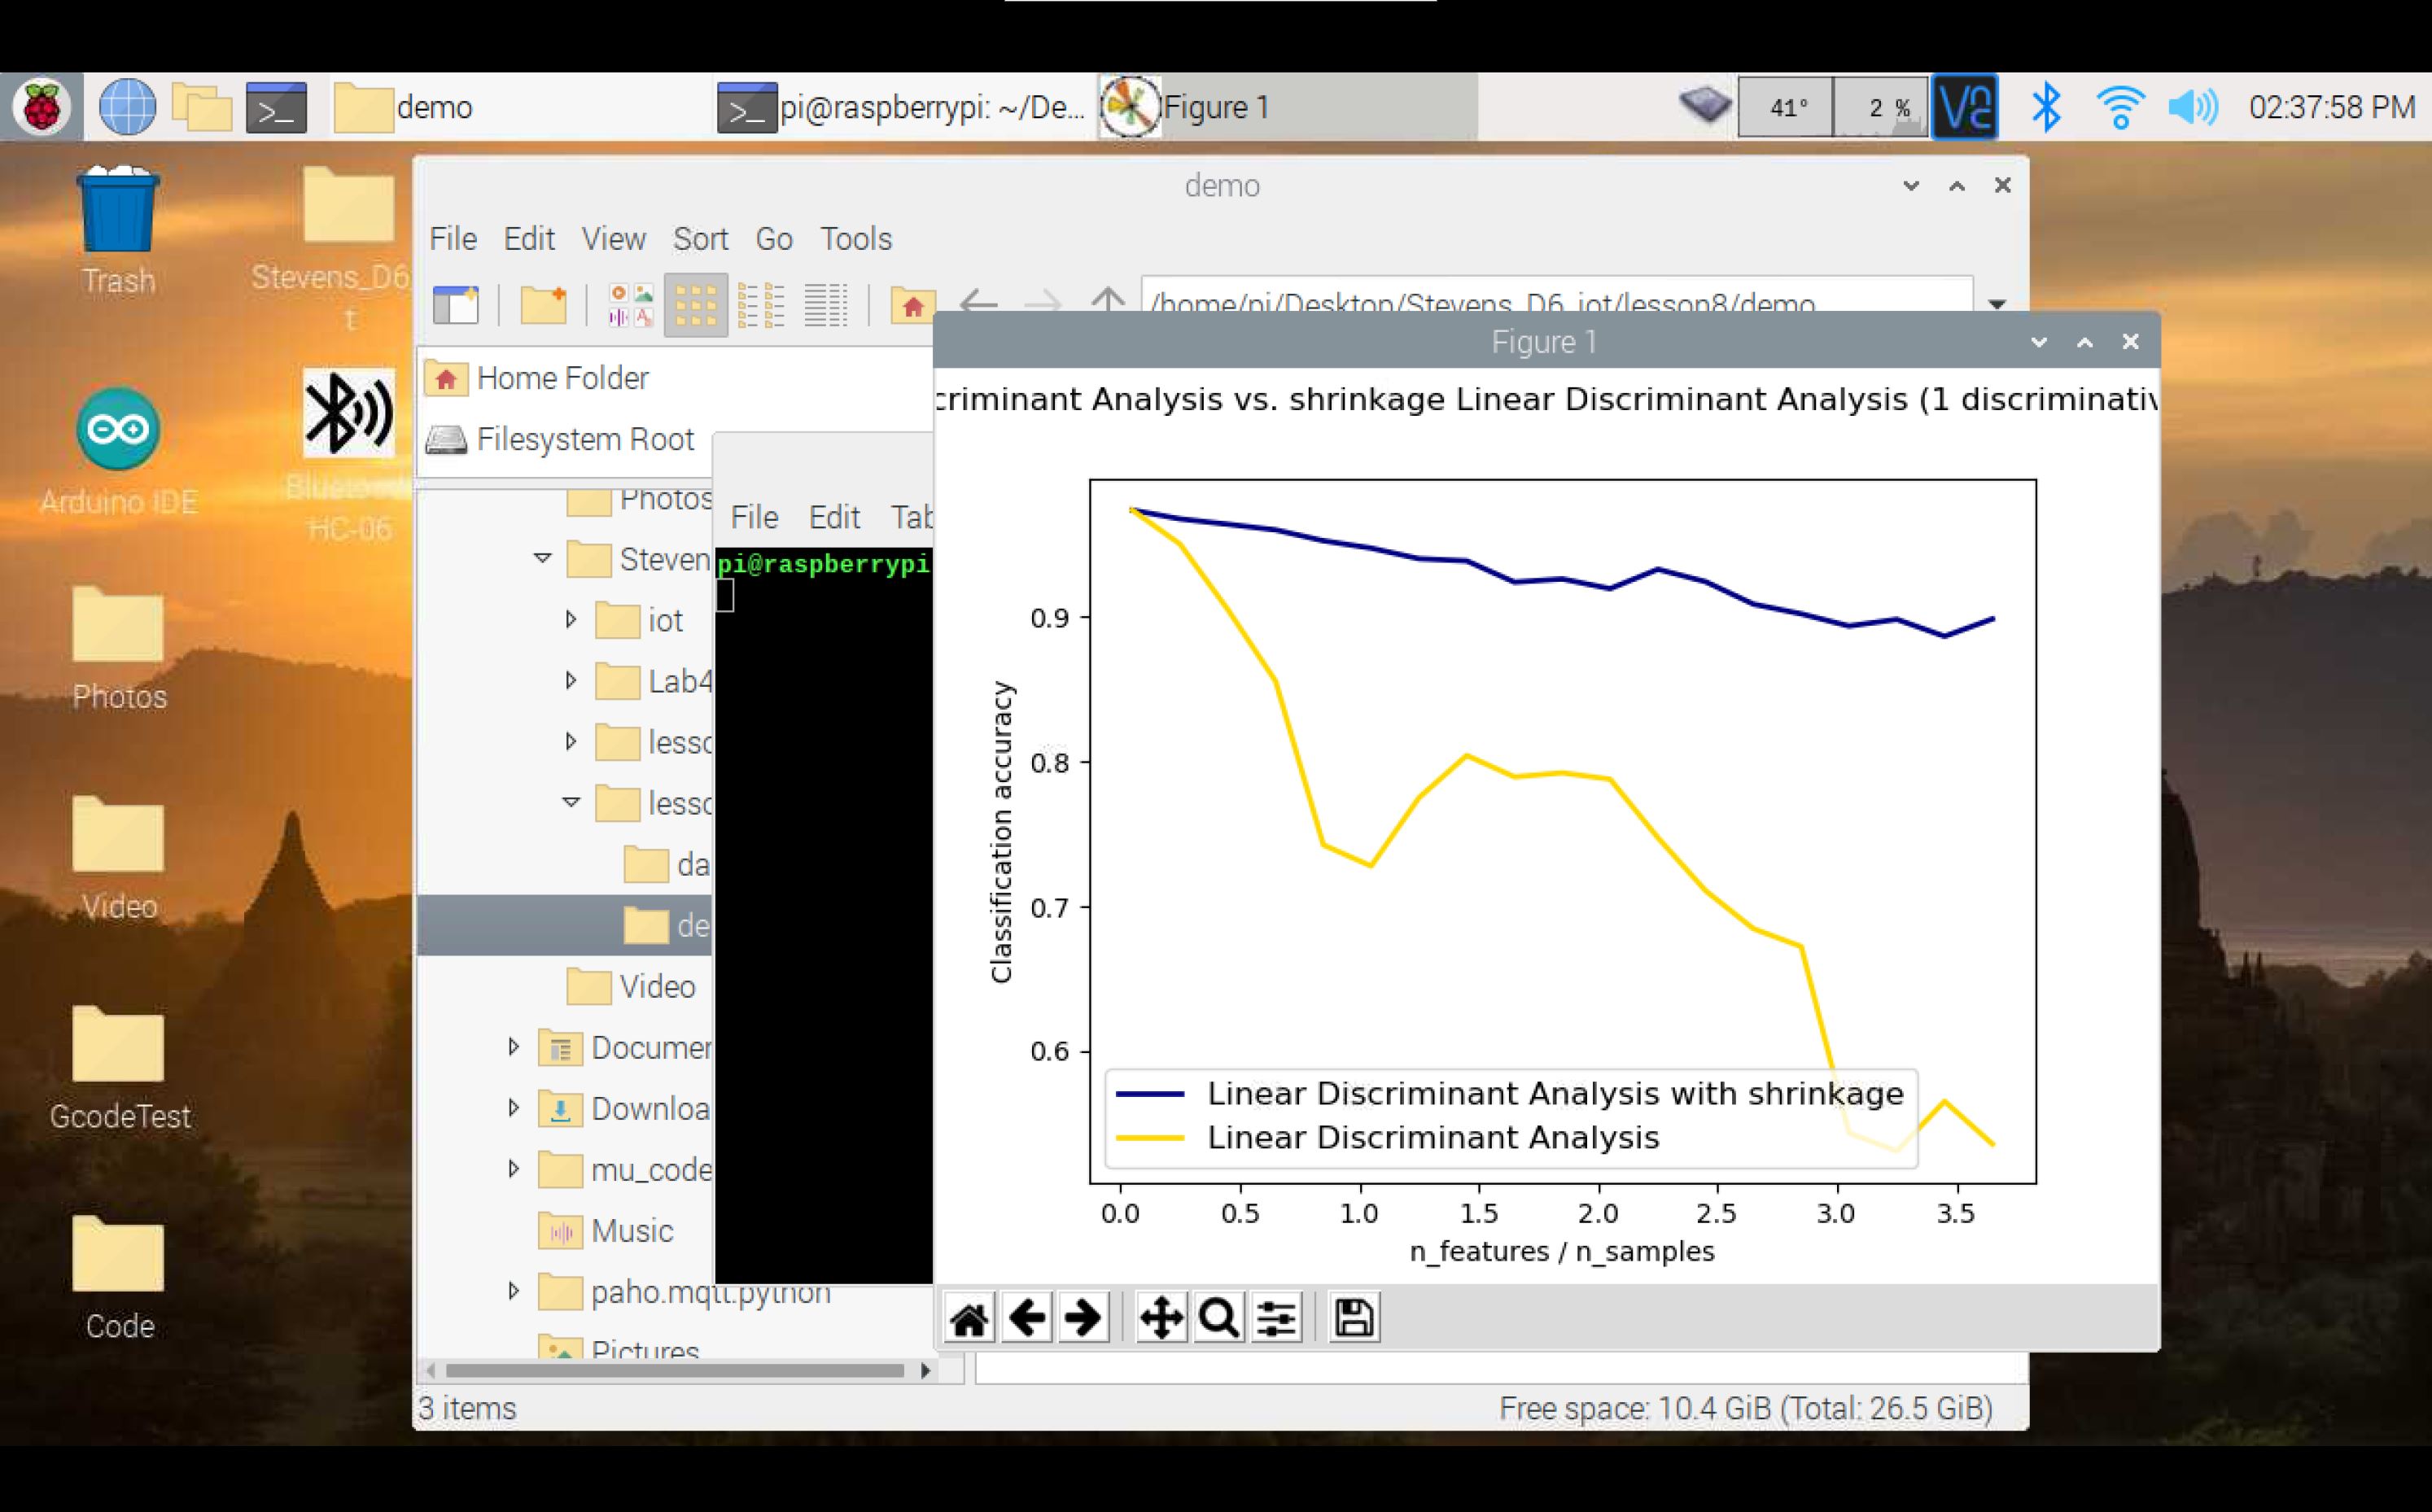 demo
pi@raspberrypi: ~/De...
Figure 1
41°
2 %
02:37:58 PM
Trash
Stevens_D6_
t
Arduino IDE
HC-06
Photos
Video
GcodeTest
Code
demo
File Edit View Sort Go Tools
/home/pi/Desktop/Stevens_D6_iot/lesson8/demo
Home Folder
Filesystem Root
Photos
Steven
iot
Lab4
lesso
lesso
da
de
Video
Documen
Downloa
mu_code
Music
paho.mqtt.python
Pictures
3 items
Free space: 10.4 GiB (Total: 26.5 GiB)
File Edit Tab
pi@raspberrypi
Figure 1
criminant Analysis vs. shrinkage Linear Discriminant Analysis (1 discriminativ
Classification accuracy
0.9
0.8
0.7
0.6
Linear Discriminant Analysis with shrinkage
Linear Discriminant Analysis
0.0 0.5 1.0 1.5 2.0 2.5 3.0 3.5
n_features / n_samples